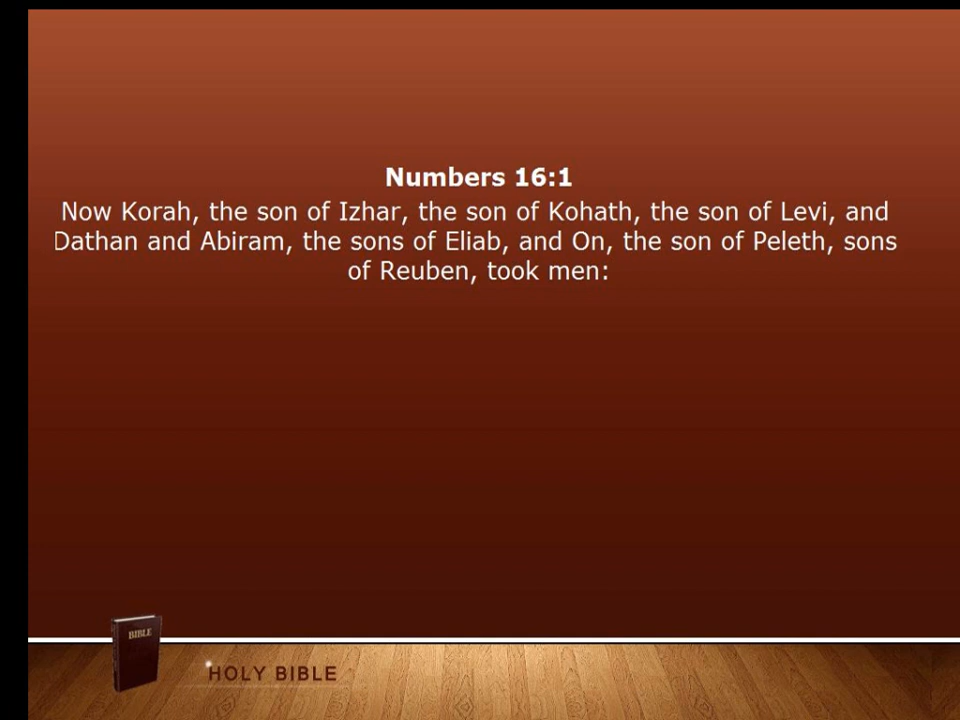 Numbers 16:1
Now Korah, the son of Izhar, the son of Kohath, the son of Levi, and
Dathan and Abiram, the sons of Eliab, and On, the son of Peleth, sons
of Reuben, took men:
BIBLE
HOLY BIBLE